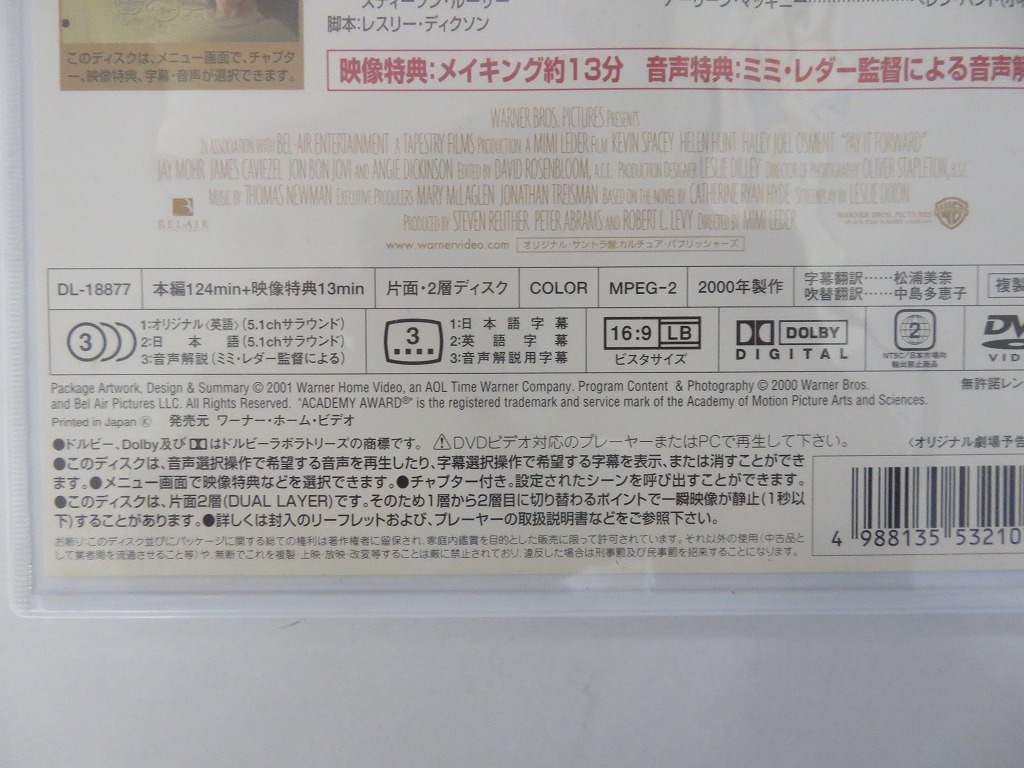 脚本:レスリー・ディクソン
このディスクは、メニュー画面で、チャプタ
ー、映像特典、字幕・音声が選択できます。
映像特典:メイキング約13分 音声特典:ミミ・レダー監督による音声解
WARNER BROS. PICTURES PRESENTS
IN ASSOCIATION WITH BEL-AIR ENTERTAINMENT A TAPESTRY FILMS PRODUCTION A MIMI LEDER FILM KEVIN SPACEY HELEN HUNT HALEY JOEL OSMENT "PAY IT FORWARD"
JAY MOHR JAMES CAVIEZEL JON BON JOVI AND ANGIE DICKINSON EDITED BY DAVID ROSENBLOOM, A.C.E. PRODUCTION DESIGNER LESLIE DILLEY DIRECTOR OF PHOTOGRAPHY OLIVER STAPLETON, B.S.C.
MUSIC BY THOMAS NEWMAN EXECUTIVE PRODUCERS MARY McLAGLEN JONATHAN TREISMAN BASED ON THE NOVEL BY CATHERINE RYAN HYDE SCREENPLAY BY LESLIE DIXON
PRODUCED BY STEVEN REUTHER PETER ABRAMS AND ROBERT L. LEVY DIRECTED BY MIMI LEDER
BEL-AIR
WARNER BROS. PICTURES
WB
www.warnervideo.com オリジナル・サントラ盤:カルチュア・パブリッシャーズ
DL-18877 本編124min+映像特典13min 片面・2層ディスク COLOR MPEG-2 2000年製作 字幕翻訳……松浦美奈
吹替翻訳……中島多恵子
複製
3 1:オリジナル〈英語〉(5.1chサラウンド)
2:日本語(5.1chサラウンド)
3:音声解説(ミミ・レダー監督による)
3 1:日本語字幕
2:英語字幕
3:音声解説用字幕
16:9 LB
ビスタサイズ
DOLBY
DIGITAL
2
NTSC/日本市場向
輸出禁止商品
DV
VID
Package Artwork, Design & Summary © 2001 Warner Home Video, an AOL Time Warner Company. Program Content & Photography © 2000 Warner Bros.
and Bel Air Pictures LLC. All Rights Reserved. "ACADEMY AWARD®" is the registered trademark and service mark of the Academy of Motion Picture Arts and Sciences.
無許諾レン
Printed in Japan Ⓚ 発売元 ワーナー・ホーム・ビデオ
●ドルビー、Dolby及びDDはドルビーラボラトリーズの商標です。 ⚠DVDビデオ対応のプレーヤーまたはPCで再生して下さい。
〈オリジナル劇場予告
●このディスクは、音声選択操作で希望する音声を再生したり、字幕選択操作で希望する字幕を表示、または消すことができ
ます。●メニュー画面で映像特典などを選択できます。●チャプター付き。設定されたシーンを呼び出すことができます。
●このディスクは、片面2層(DUAL LAYER)です。そのため1層から2層目に切り替わるポイントで一瞬映像が静止(1秒以
下)することがあります。●詳しくは封入のリーフレットおよび、プレーヤーの取扱説明書などをご参照下さい。
お断り:このディスク並びにパッケージに関する総ての権利は著作権者に留保され、家庭内鑑賞を目的とした販売に限って許可されています。それ以外の使用(中古品と
して業者間を流通させること等)や、無断でこれを複製・上映・放映・改変等することは厳に禁止されており、違反した場合は刑事罰及び民事罰を招来することになります。
4 988135 53210